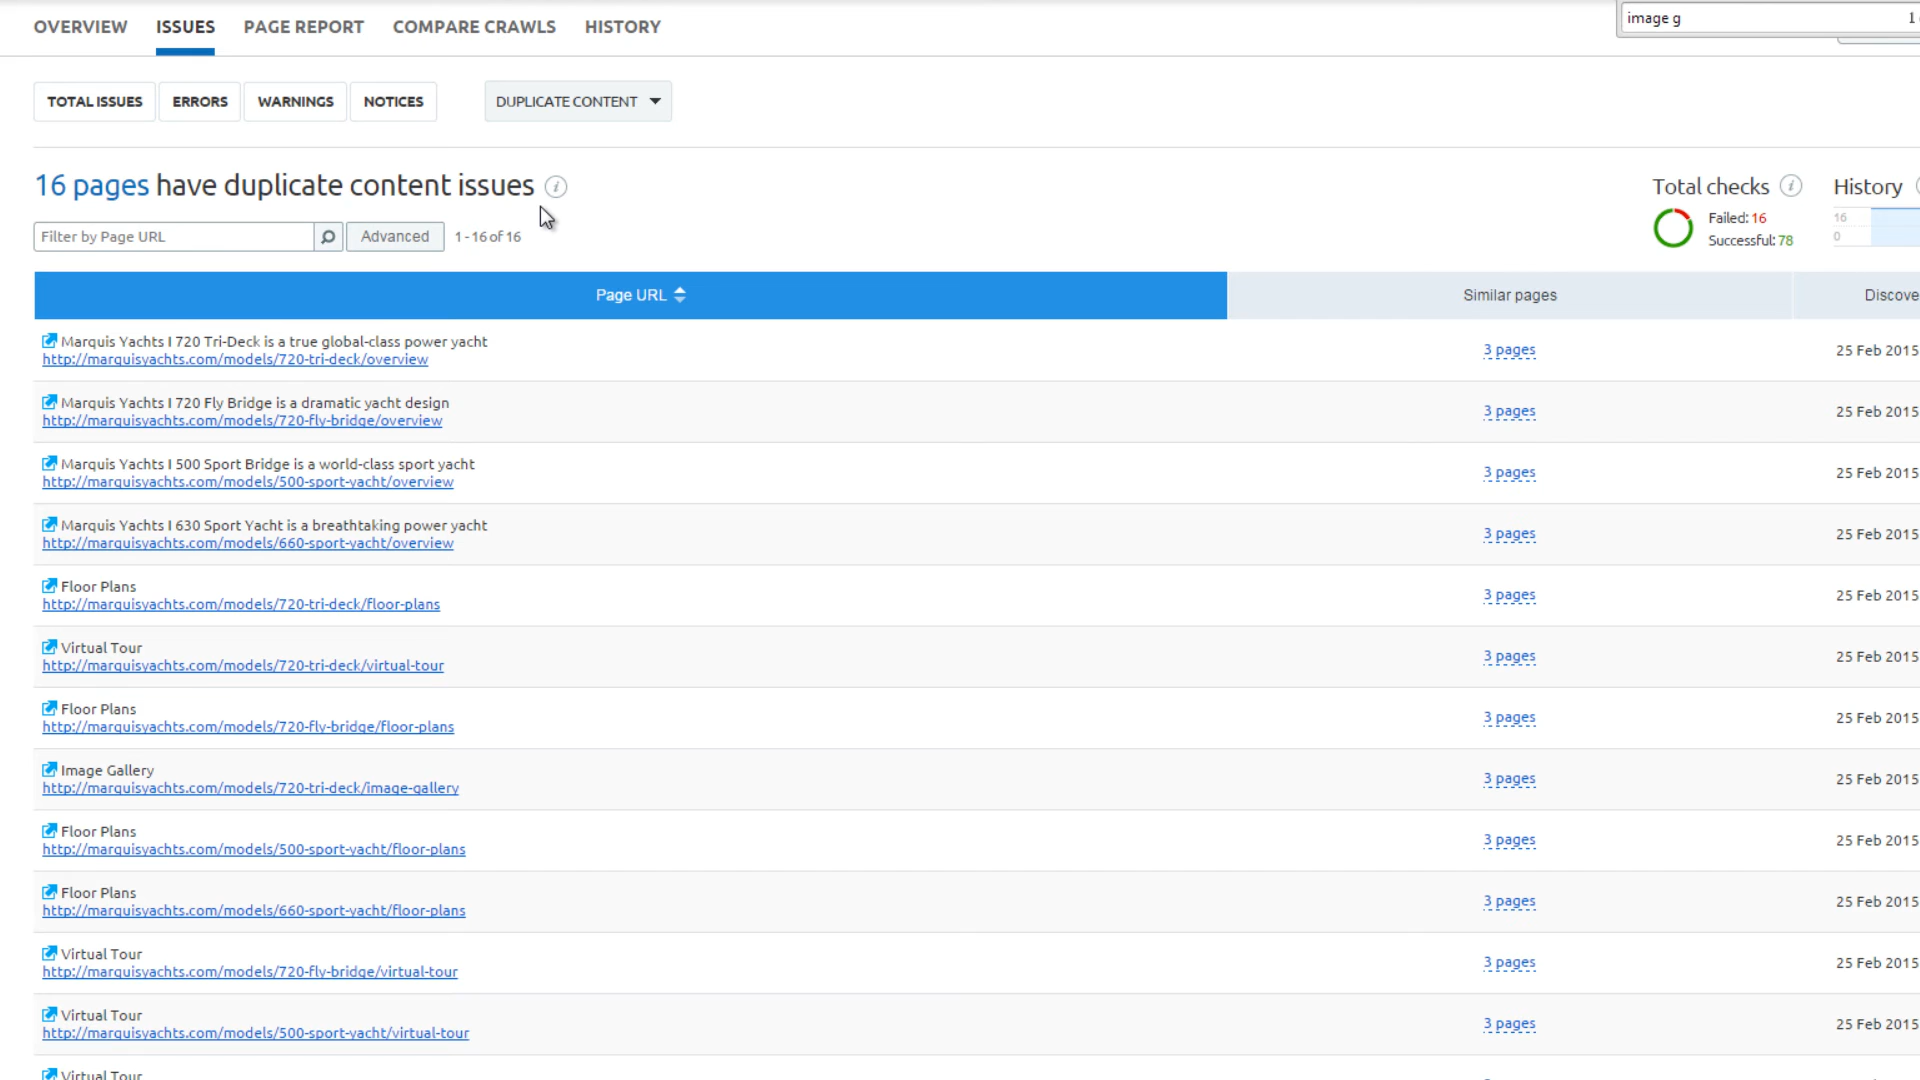 OVERVIEW ISSUES PAGE REPORT COMPARE CRAWLS HISTORY
image g 1
TOTAL ISSUES ERRORS WARNINGS NOTICES DUPLICATE CONTENT
16 pages have duplicate content issues i
Total checks i History
Failed: 16
Successful: 78
16
0
Filter by Page URL Advanced 1 - 16 of 16
Page URL Similar pages Discove
Marquis Yachts I 720 Tri-Deck is a true global-class power yacht
http://marquisyachts.com/models/720-tri-deck/overview
3 pages 25 Feb 2015
Marquis Yachts I 720 Fly Bridge is a dramatic yacht design
http://marquisyachts.com/models/720-fly-bridge/overview
3 pages 25 Feb 2015
Marquis Yachts I 500 Sport Bridge is a world-class sport yacht
http://marquisyachts.com/models/500-sport-yacht/overview
3 pages 25 Feb 2015
Marquis Yachts I 630 Sport Yacht is a breathtaking power yacht
http://marquisyachts.com/models/660-sport-yacht/overview
3 pages 25 Feb 2015
Floor Plans
http://marquisyachts.com/models/720-tri-deck/floor-plans
3 pages 25 Feb 2015
Virtual Tour
http://marquisyachts.com/models/720-tri-deck/virtual-tour
3 pages 25 Feb 2015
Floor Plans
http://marquisyachts.com/models/720-fly-bridge/floor-plans
3 pages 25 Feb 2015
Image Gallery
http://marquisyachts.com/models/720-tri-deck/image-gallery
3 pages 25 Feb 2015
Floor Plans
http://marquisyachts.com/models/500-sport-yacht/floor-plans
3 pages 25 Feb 2015
Floor Plans
http://marquisyachts.com/models/660-sport-yacht/floor-plans
3 pages 25 Feb 2015
Virtual Tour
http://marquisyachts.com/models/720-fly-bridge/virtual-tour
3 pages 25 Feb 2015
Virtual Tour
http://marquisyachts.com/models/500-sport-yacht/virtual-tour
3 pages 25 Feb 2015
Virtual Tour